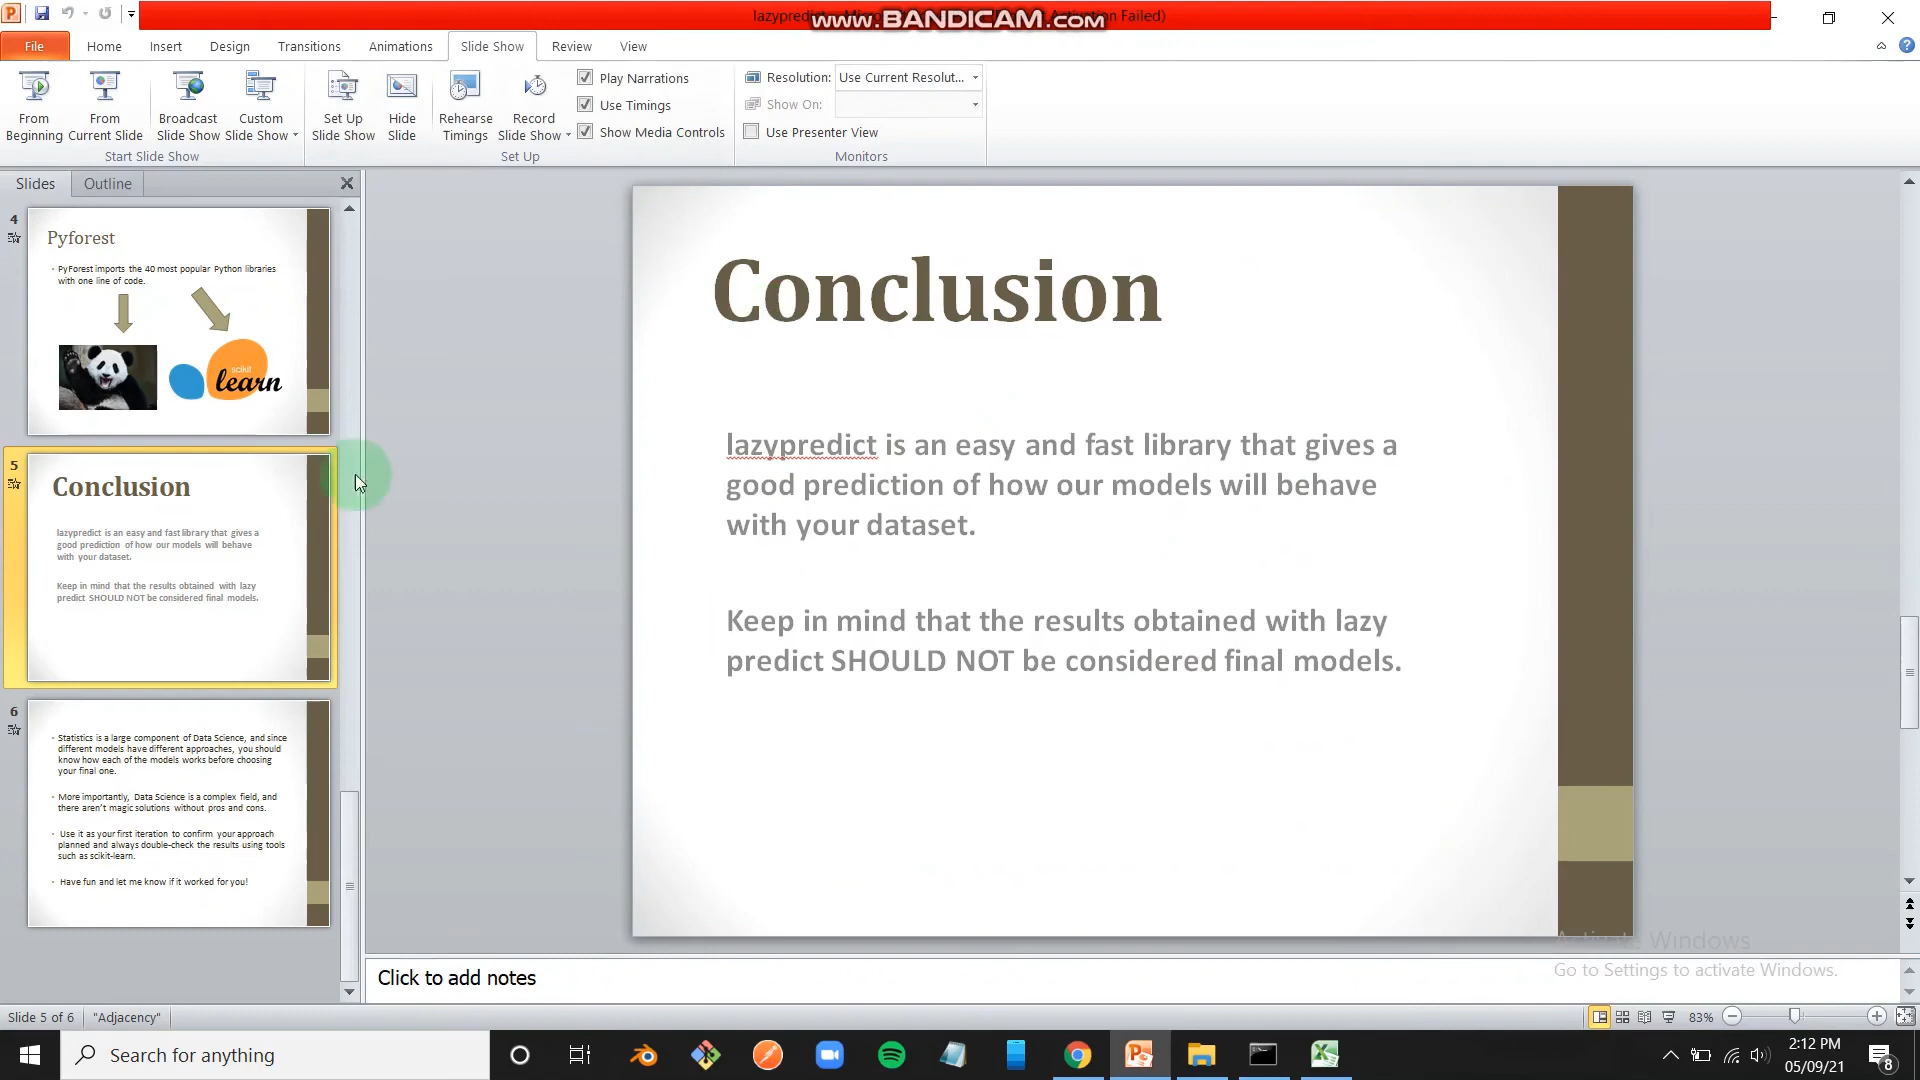 lazypredict
Activation Failed)
www.BANDICAM.com
File
Home
Insert
Design
Transitions
Animations
Slide Show
Review
View
From
Beginning
From
Current Slide
Broadcast
Slide Show
Custom
Slide Show
Set Up
Slide Show
Hide
Slide
Rehearse
Timings
Record
Slide Show
Play Narrations
Use Timings
Show Media Controls
Resolution:
Use Current Resolut...
Show On:
Use Presenter View
Start Slide Show
Set Up
Monitors
Slides
Outline
4
Pyforest
• PyForest imports the 40 most popular Python libraries
with one line of code.
scikit
learn
5
Conclusion
lazypredict is an easy and fast library that gives a
good prediction of how our models will behave
with your dataset.
Keep in mind that the results obtained with lazy
predict SHOULD NOT be considered final models.
6
• Statistics is a large component of Data Science, and since
different models have different approaches, you should
know how each of the models works before choosing
your final one.
• More importantly, Data Science is a complex field, and
there aren't magic solutions without pros and cons.
• Use it as your first iteration to confirm your approach
planned and always double-check the results using tools
such as scikit-learn.
• Have fun and let me know if it worked for you!
Conclusion
lazypredict is an easy and fast library that gives a
good prediction of how our models will behave
with your dataset.
Keep in mind that the results obtained with lazy
predict SHOULD NOT be considered final models.
Activate Windows
Go to Settings to activate Windows.
Click to add notes
Slide 5 of 6
"Adjacency"
83%
Search for anything
2:12 PM
05/09/21
8